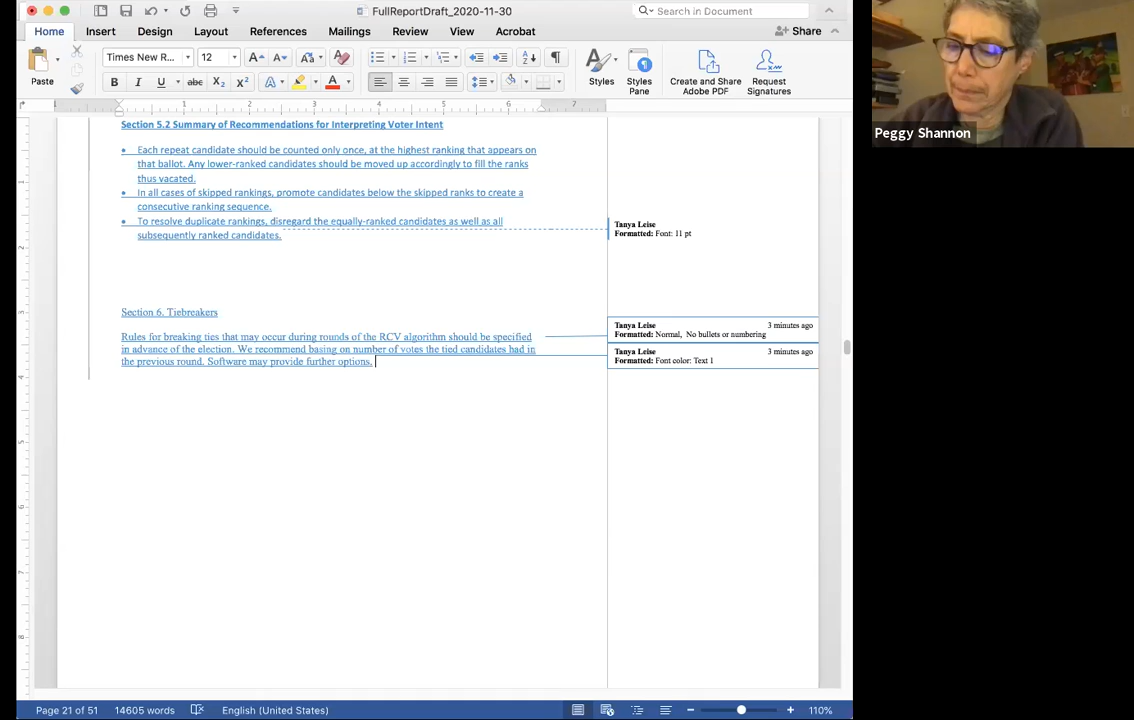 FullReportDraft_2020-11-30
Search in Document
Home Insert Design Layout References Mailings Review View Acrobat
Share
Times New R... 12
Paste
Styles Styles Pane
Create and Share Adobe PDF
Request Signatures
Section 5.2 Summary of Recommendations for Interpreting Voter Intent
• Each repeat candidate should be counted only once, at the highest ranking that appears on
that ballot. Any lower-ranked candidates should be moved up accordingly to fill the ranks
thus vacated.
• In all cases of skipped rankings, promote candidates below the skipped ranks to create a
consecutive ranking sequence.
• To resolve duplicate rankings, disregard the equally-ranked candidates as well as all
subsequently ranked candidates.
Tanya Leise
Formatted: Font: 11 pt
Section 6. Tiebreakers
Rules for breaking ties that may occur during rounds of the RCV algorithm should be specified
in advance of the election. We recommend basing on number of votes the tied candidates had in
the previous round. Software may provide further options.
Tanya Leise 3 minutes ago
Formatted: Normal, No bullets or numbering
Tanya Leise 3 minutes ago
Formatted: Font color: Text 1
Page 21 of 51 14605 words English (United States) 110%
Peggy Shannon